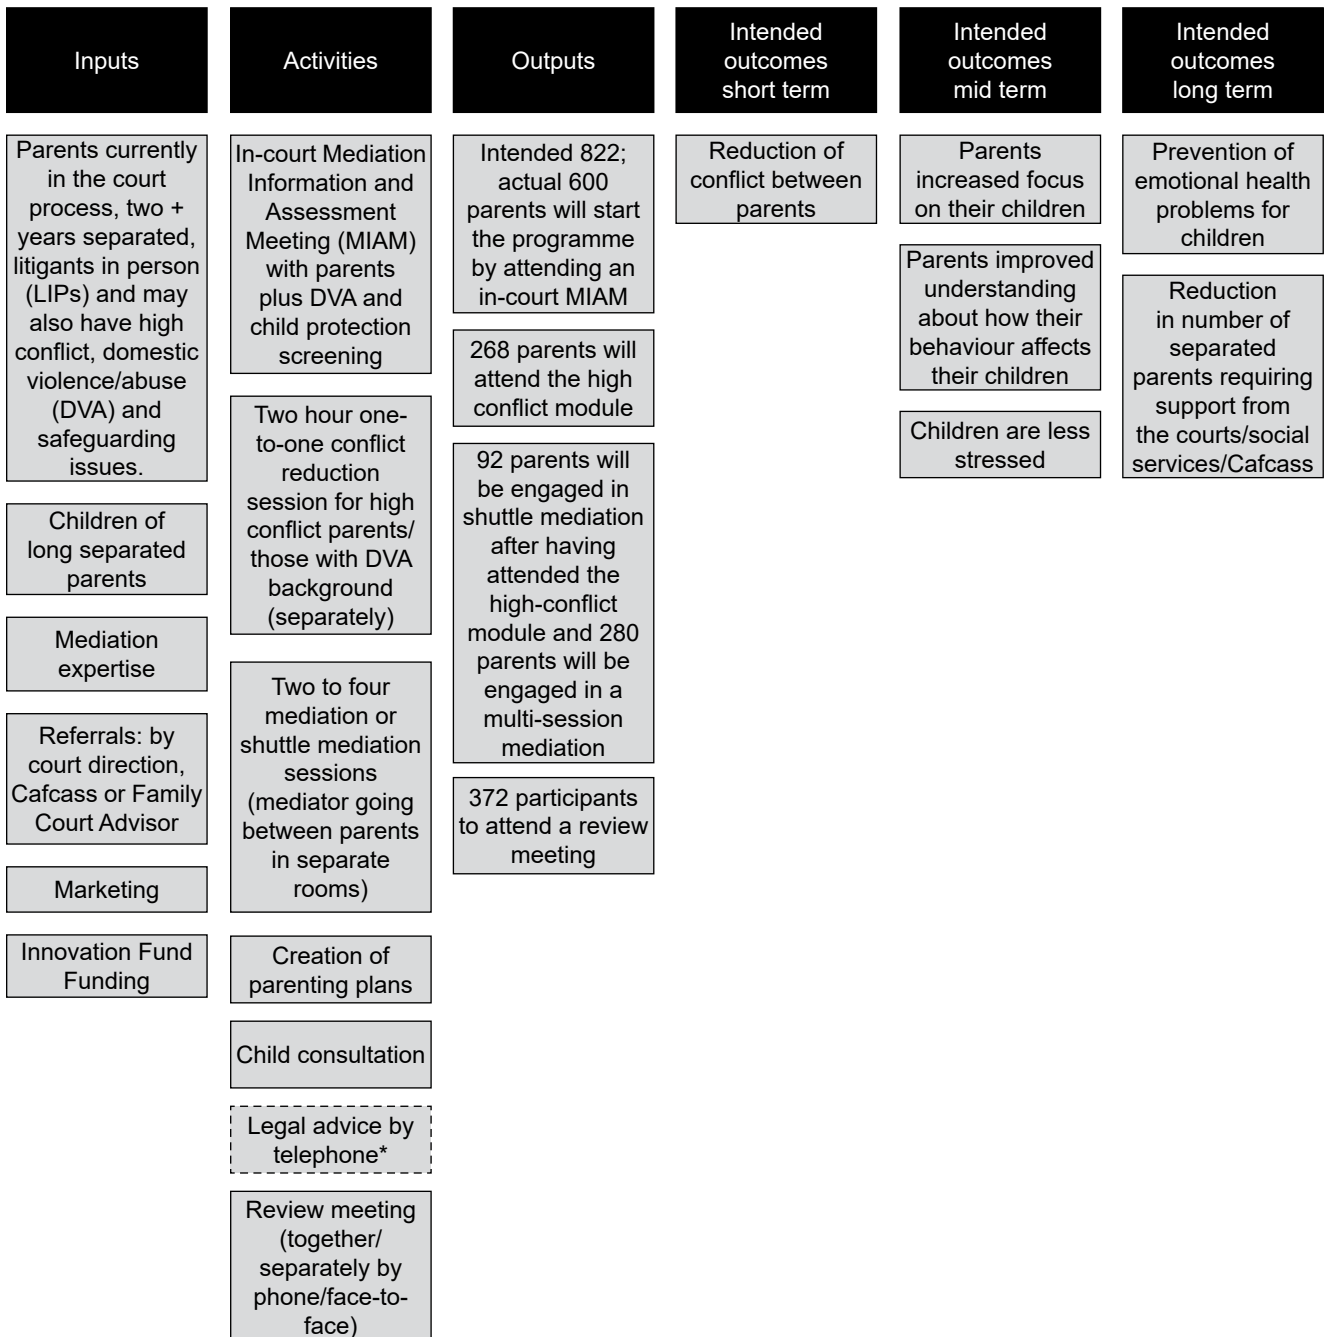 Inputs
Activities
Outputs
Intended
outcomes
short term
Intended
outcomes
mid term
Intended
outcomes
long term
Parents currently
in the court
process, two +
years separated,
litigants in person
(LIPs) and may
also have high
conflict, domestic
violence/abuse
(DVA) and
safeguarding
issues.
Children of
long separated
parents
Mediation
expertise
Referrals: by
court direction,
Cafcass or Family
Court Advisor
Marketing
Innovation Fund
Funding
In-court Mediation
Information and
Assessment
Meeting (MIAM)
with parents
plus DVA and
child protection
screening
Two hour one-
to-one conflict
reduction
session for high
conflict parents/
those with DVA
background
(separately)
Two to four
mediation or
shuttle mediation
sessions
(mediator going
between parents
in separate
rooms)
Creation of
parenting plans
Child consultation
Legal advice by
telephone*
Review meeting
(together/
separately by
phone/face-to-
face)
Intended 822;
actual 600
parents will start
the programme
by attending an
in-court MIAM
268 parents will
attend the high
conflict module
92 parents will
be engaged in
shuttle mediation
after having
attended the
high-conflict
module and 280
parents will be
engaged in a
multi-session
mediation
372 participants
to attend a review
meeting
Reduction of
conflict between
parents
Parents
increased focus
on their children
Parents improved
understanding
about how their
behaviour affects
their children
Children are less
stressed
Prevention of
emotional health
problems for
children
Reduction
in number of
separated
parents requiring
support from
the courts/social
services/Cafcass